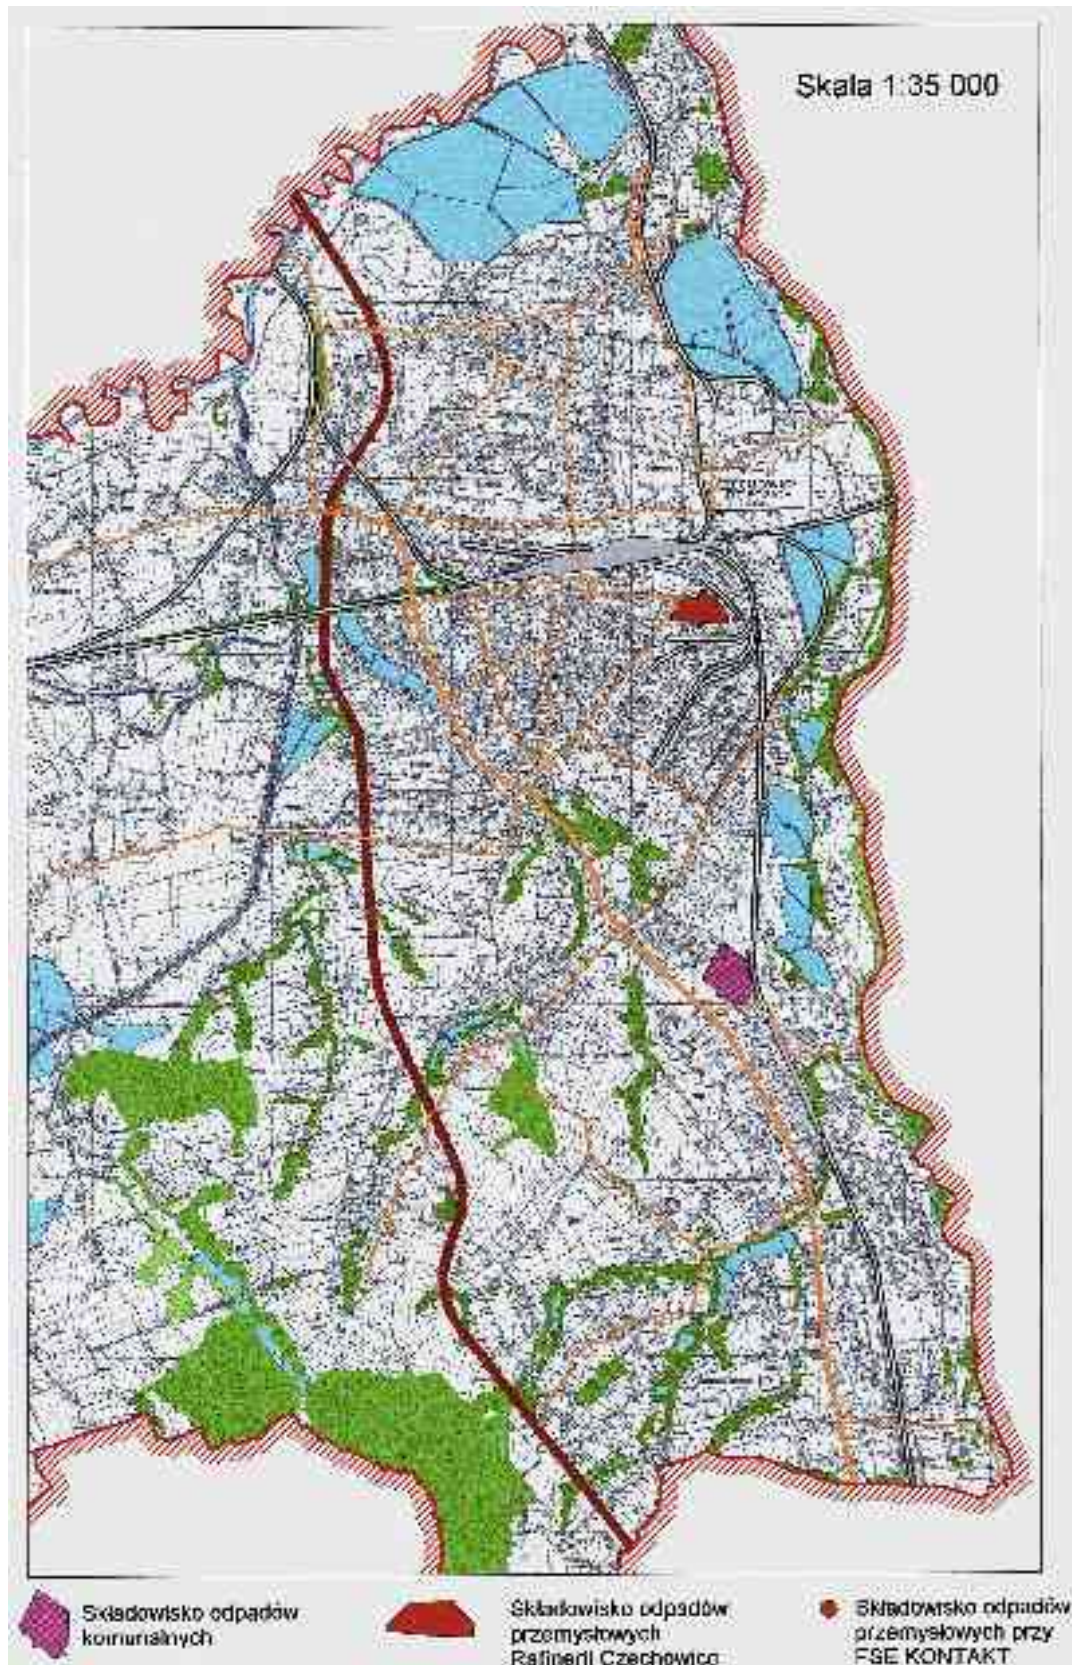 Skala 1:35 000
Składowisko odpadów
komunalnych
Składowisko odpadów
przemysłowych
Rafinerii Czechowice
Składowisko odpadów
przemysłowych przy
FSE KONTAKT